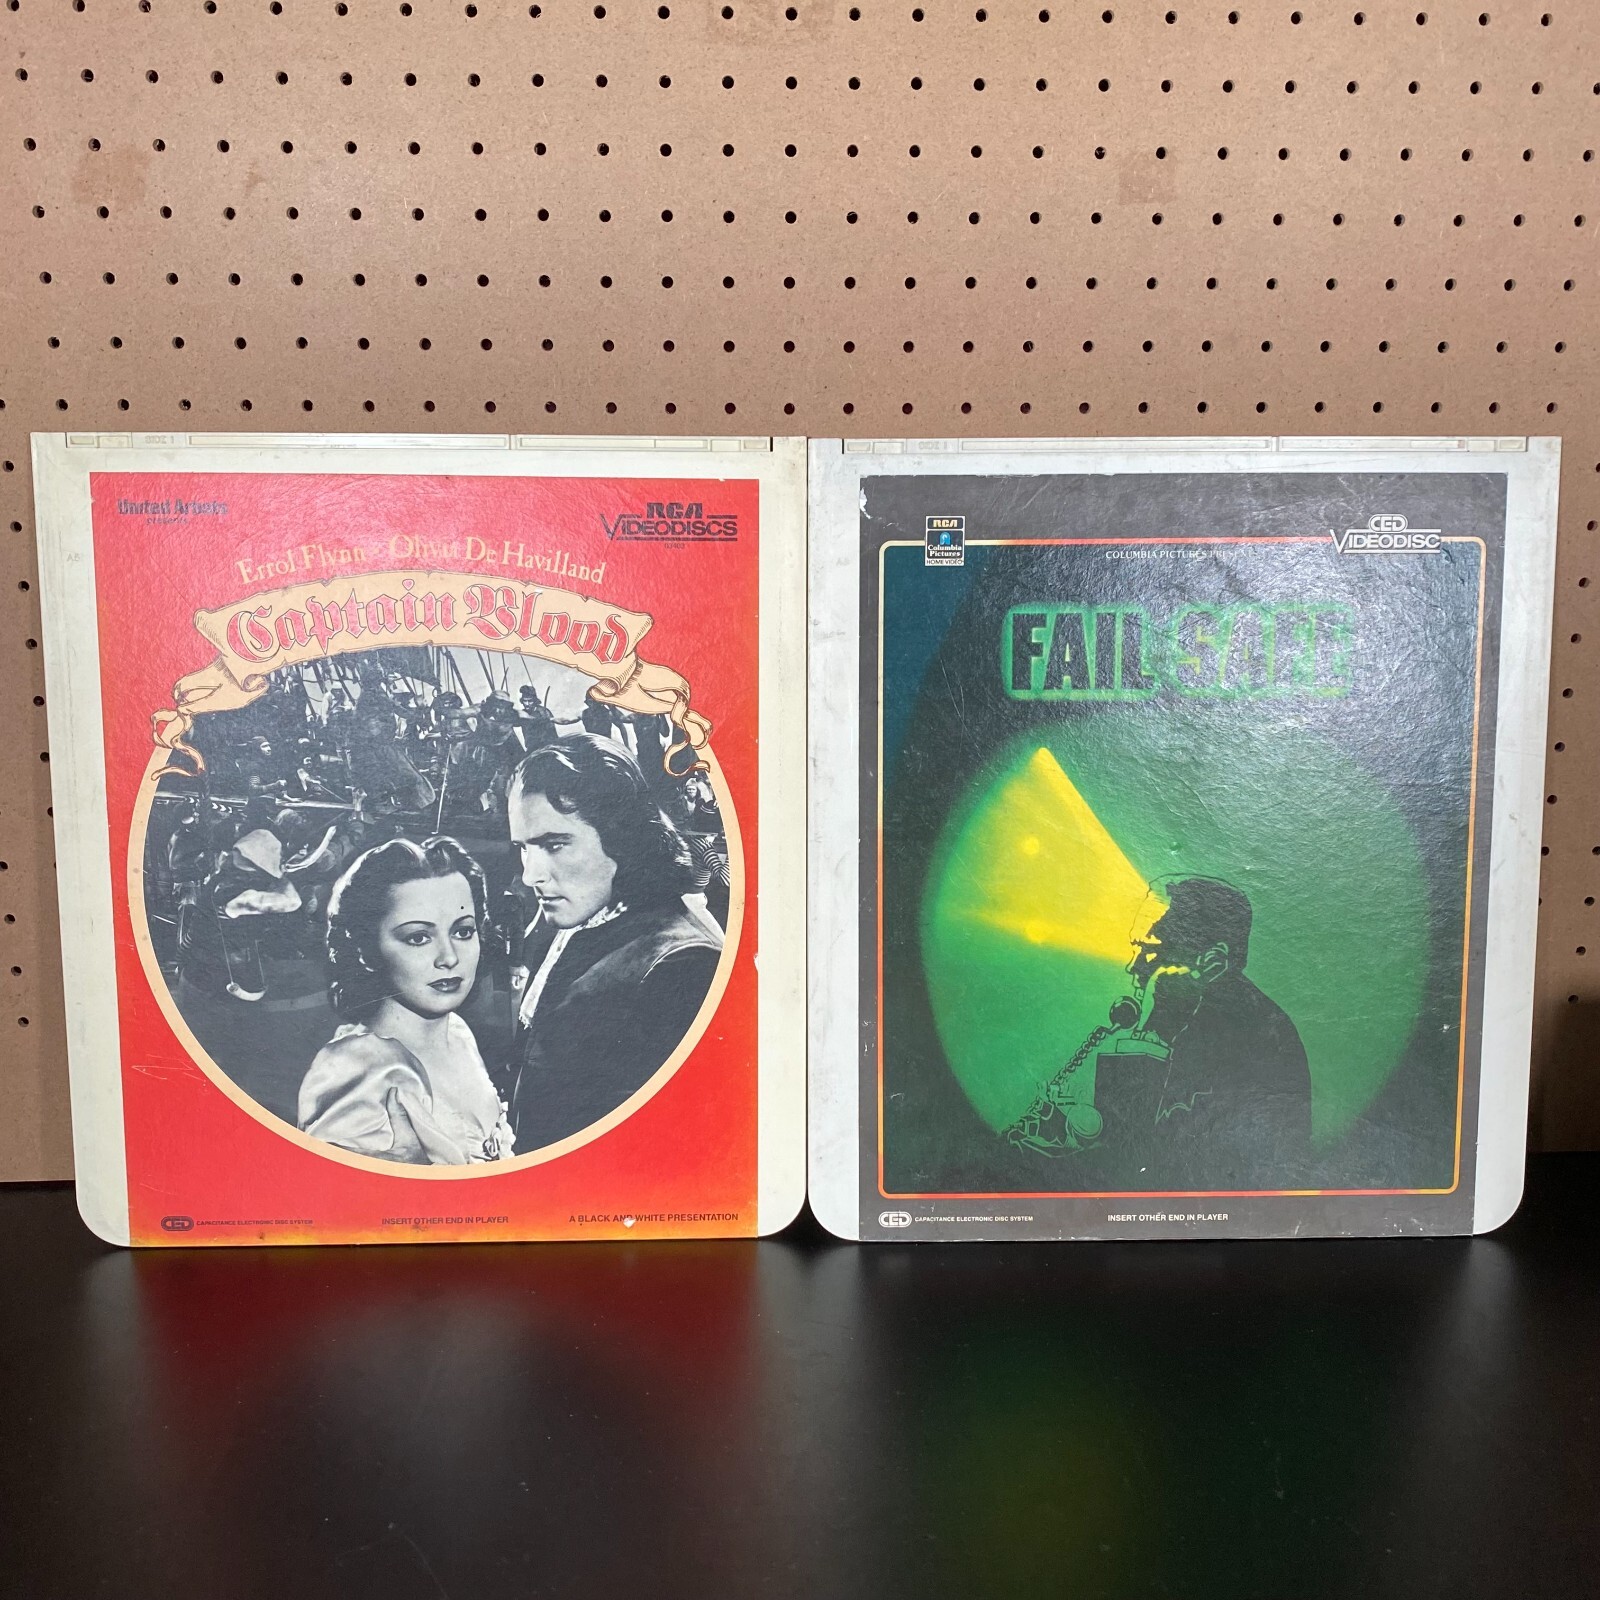 United Artists
presents
RCA
VIDEODISCS
Errol Flynn - Olivia De Havilland
Captain Blood
CED CAPACITANCE ELECTRONIC DISC SYSTEM
INSERT OTHER END IN PLAYER
A BLACK AND WHITE PRESENTATION
RCA
Columbia
Pictures
HOME VIDEO
COLUMBIA PICTURES PRESENTS
CED
VIDEODISC
FAIL SAFE
CED CAPACITANCE ELECTRONIC DISC SYSTEM
INSERT OTHER END IN PLAYER